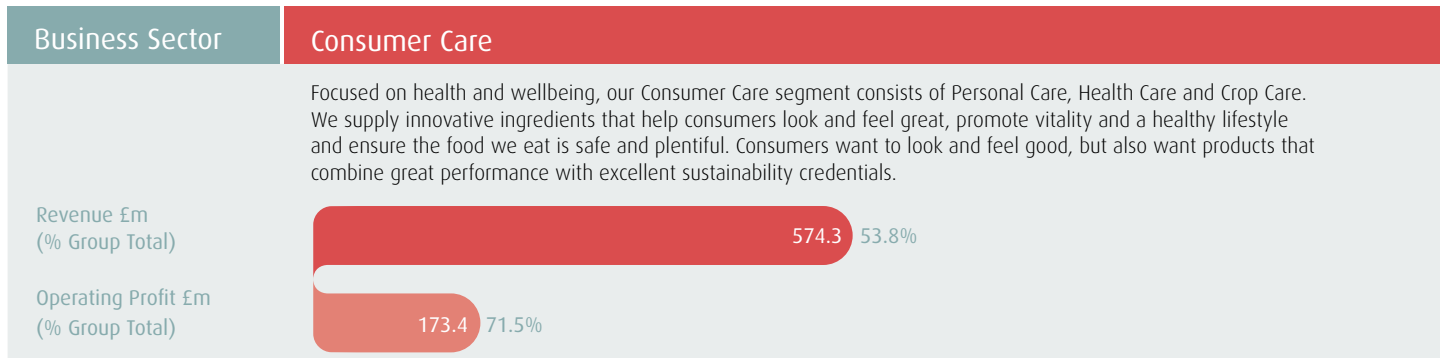 Business Sector
Consumer Care
Focused on health and wellbeing, our Consumer Care segment consists of Personal Care, Health Care and Crop Care.
We supply innovative ingredients that help consumers look and feel great, promote vitality and a healthy lifestyle
and ensure the food we eat is safe and plentiful. Consumers want to look and feel good, but also want products that
combine great performance with excellent sustainability credentials.
Revenue £m
(% Group Total)
574.3 53.8%
Operating Profit £m
(% Group Total)
173.4 71.5%